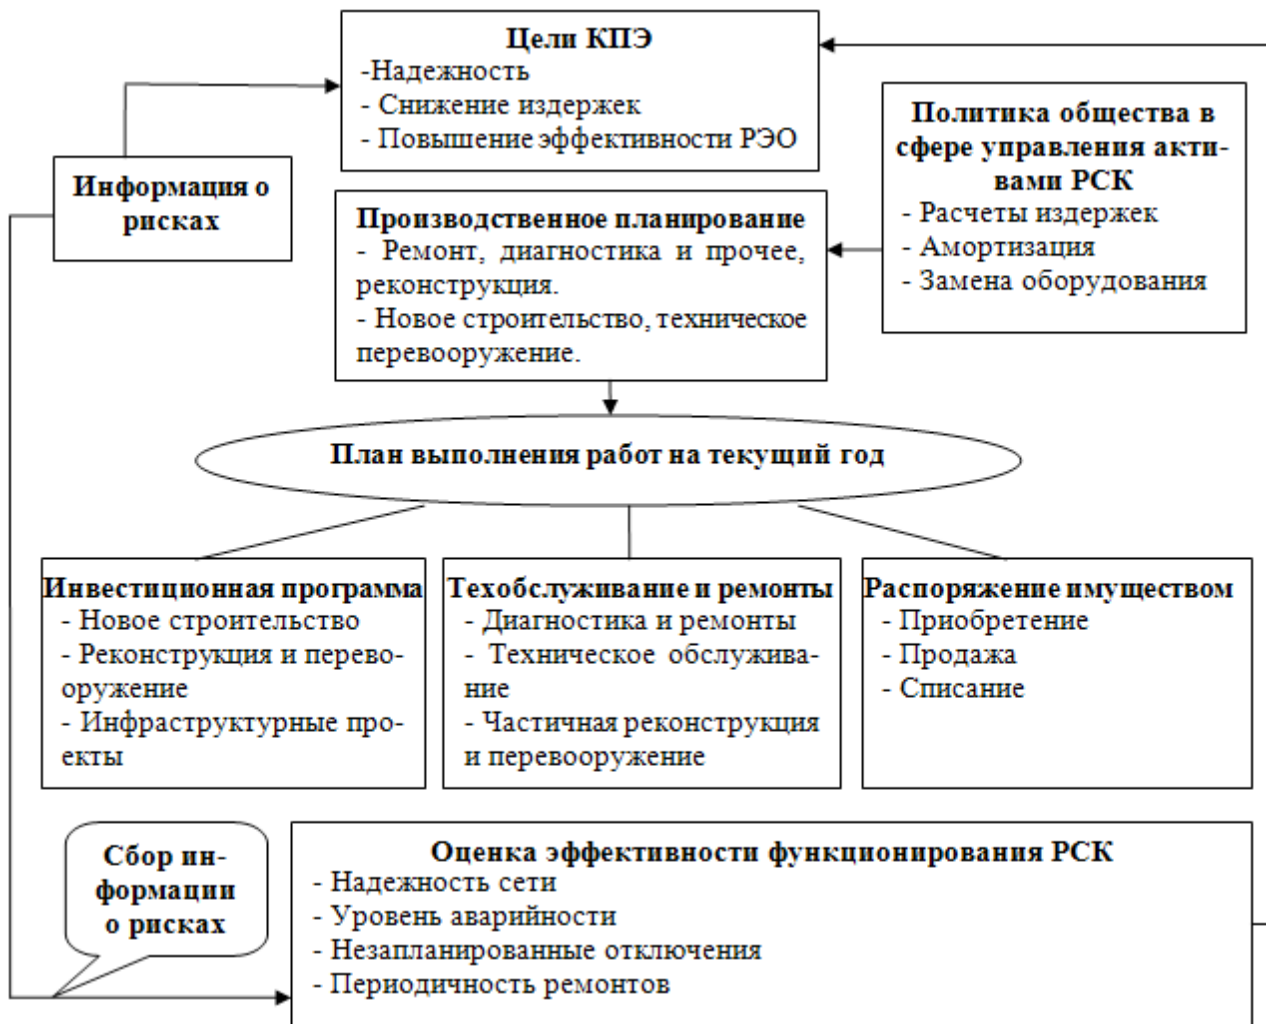 Цели КПЭ
-Надежность
- Снижение издержек
- Повышение эффективности РЭО
Политика общества в
сфере управления акти-
вами РСК
- Расчеты издержек
- Амортизация
- Замена оборудования
Информация о
рисках
Производственное планирование
- Ремонт, диагностика и прочее,
реконструкция.
- Новое строительство, техническое
перевооружение.
План выполнения работ на текущий год
Инвестиционная программа
- Новое строительство
- Реконструкция и перево-
оружение
- Инфраструктурные про-
екты
Техобслуживание и ремонты
- Диагностика и ремонты
- Техническое обслужива-
ние
- Частичная реконструкция
и перевооружение
Распоряжение имуществом
- Приобретение
- Продажа
- Списание
Сбор ин-
формации
о рисках
Оценка эффективности функционирования РСК
- Надежность сети
- Уровень аварийности
- Незапланированные отключения
- Периодичность ремонтов